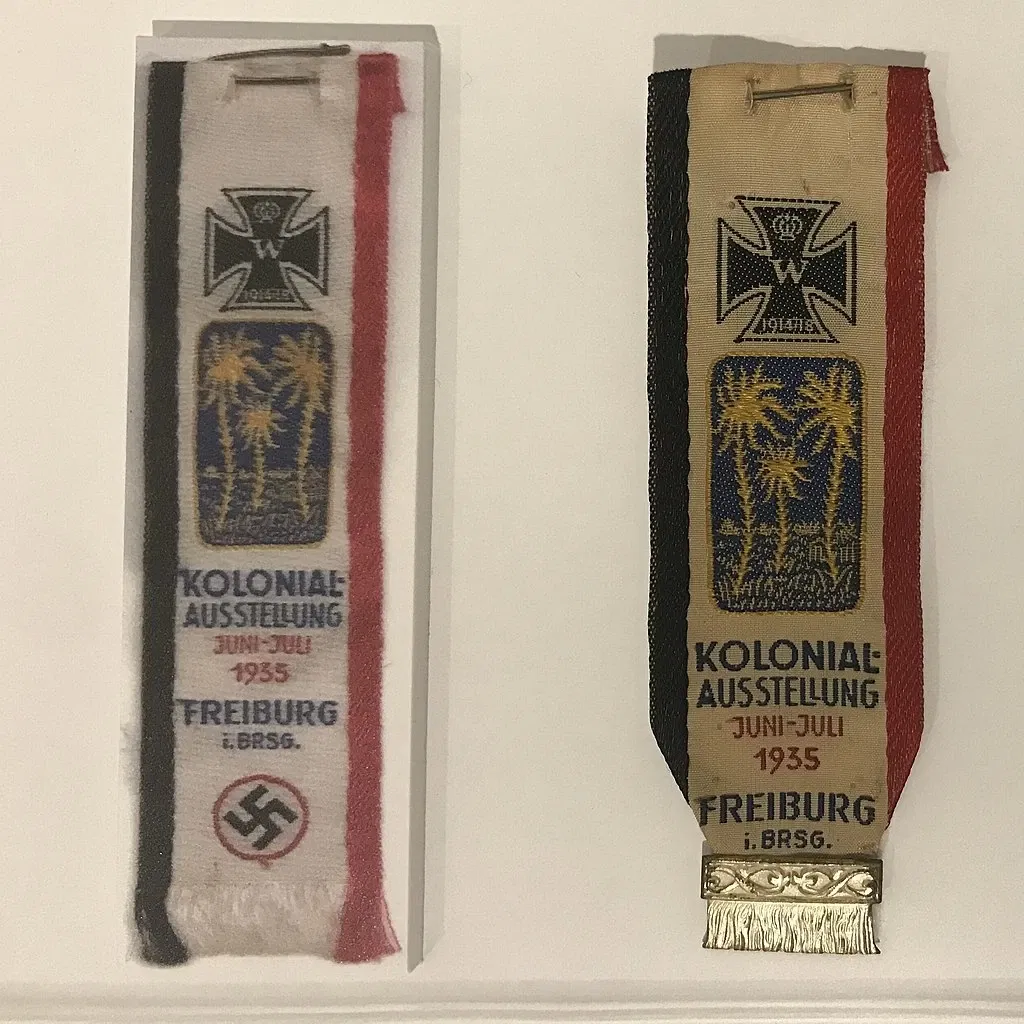 W
1914/18
KOLONIAL-
AUSSTELLUNG
JUNI-JULI
1935
FREIBURG
i. BRSG.
W
1914/18
KOLONIAL-
AUSSTELLUNG
JUNI-JULI
1935
FREIBURG
i. BRSG.